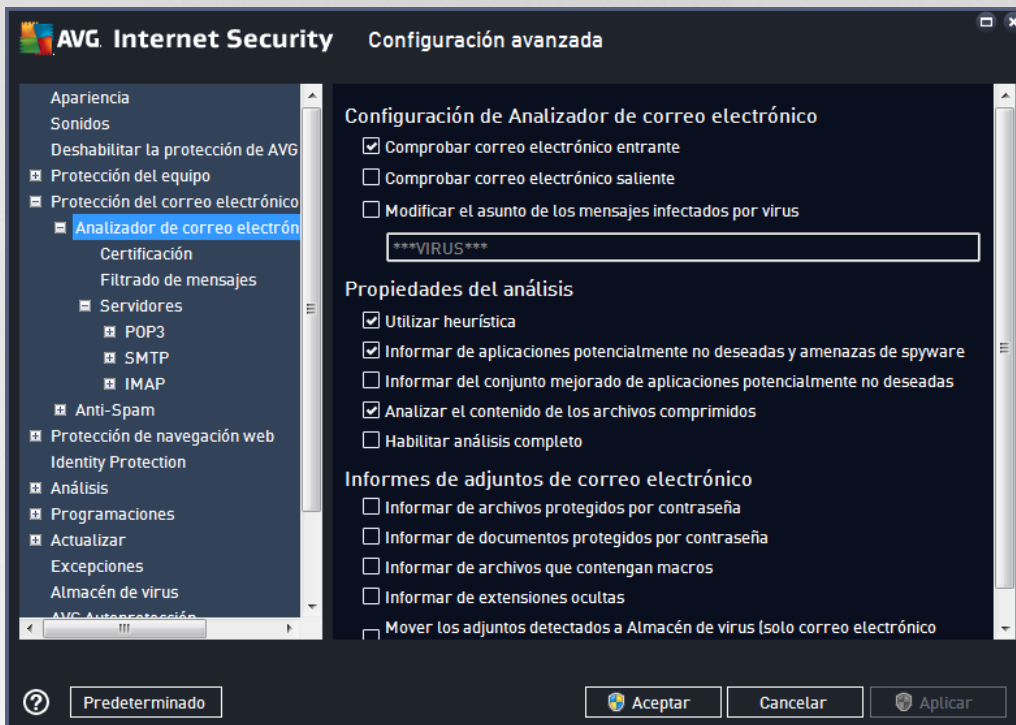 AVG Internet Security Configuración avanzada
Apariencia
Sonidos
Deshabilitar la protección de AVG
Protección del equipo
Protección del correo electrónico
Analizador de correo electrón
Certificación
Filtrado de mensajes
Servidores
POP3
SMTP
IMAP
Anti-Spam
Protección de navegación web
Identity Protection
Análisis
Programaciones
Actualizar
Excepciones
Almacén de virus
AVG Autoprotección
Configuración de Analizador de correo electrónico
Comprobar correo electrónico entrante
Comprobar correo electrónico saliente
Modificar el asunto de los mensajes infectados por virus
***VIRUS***
Propiedades del análisis
Utilizar heurística
Informar de aplicaciones potencialmente no deseadas y amenazas de spyware
Informar del conjunto mejorado de aplicaciones potencialmente no deseadas
Analizar el contenido de los archivos comprimidos
Habilitar análisis completo
Informes de adjuntos de correo electrónico
Informar de archivos protegidos por contraseña
Informar de documentos protegidos por contraseña
Informar de archivos que contengan macros
Informar de extensiones ocultas
Mover los adjuntos detectados a Almacén de virus (solo correo electrónico
? Predeterminado Aceptar Cancelar Aplicar